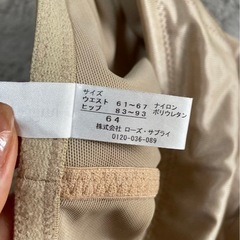 サイズ
ウエスト 61~67 ナイロン
ヒップ 83~93 ポリウレタン
64
株式会社 ローズ・サプライ
0120-036-089